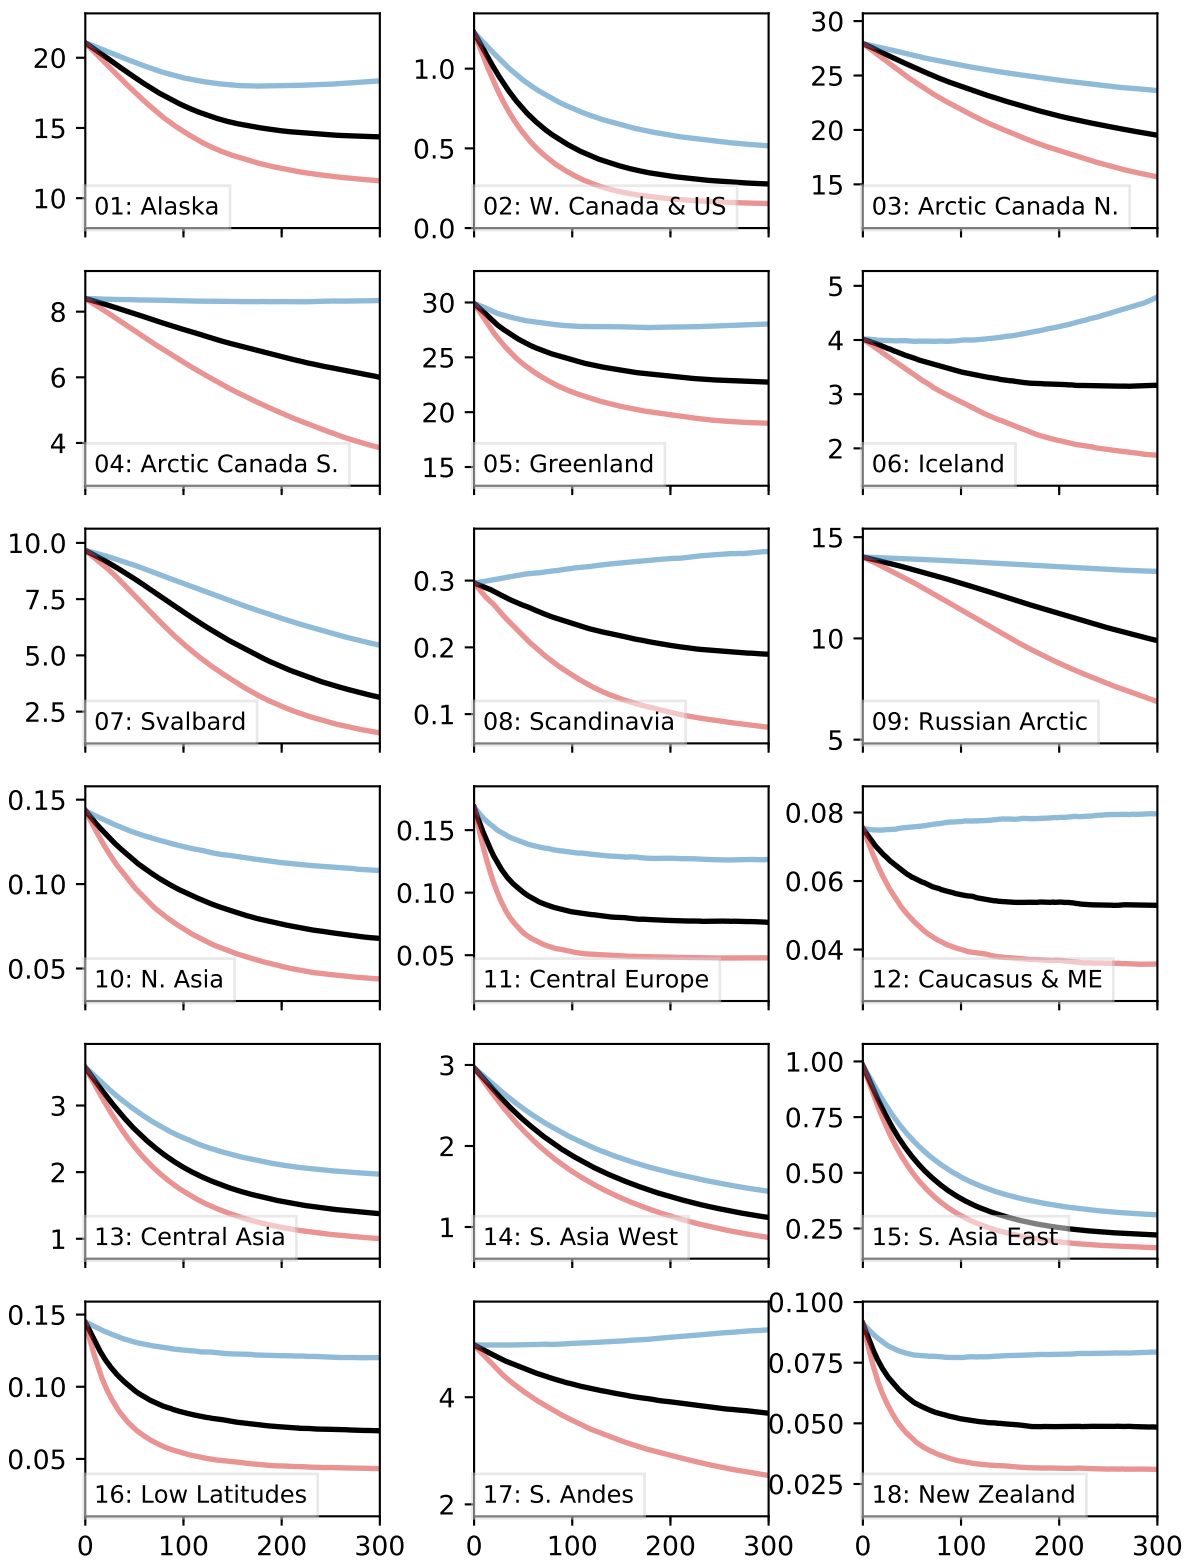 20
15
10
01: Alaska
1.0
0.5
0.0
02: W. Canada & US
30
25
20
15
03: Arctic Canada N.
8
6
4
04: Arctic Canada S.
30
25
20
15
05: Greenland
5
4
3
2
06: Iceland
10.0
7.5
5.0
2.5
07: Svalbard
0.3
0.2
0.1
08: Scandinavia
15
10
5
09: Russian Arctic
0.15
0.10
0.05
10: N. Asia
0.15
0.10
0.05
11: Central Europe
0.08
0.06
0.04
12: Caucasus & ME
3
2
1
13: Central Asia
3
2
1
14: S. Asia West
1.00
0.75
0.50
0.25
15: S. Asia East
0.15
0.10
0.05
16: Low Latitudes
0 100 200 300
4
2
17: S. Andes
0 100 200 300
0.100
0.075
0.050
0.025
18: New Zealand
0 100 200 300